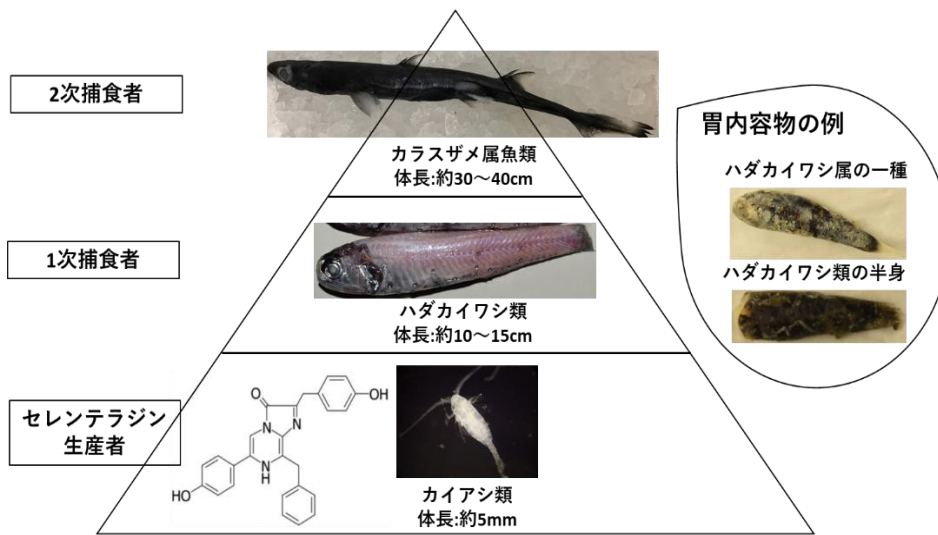 2次捕食者
カラスザメ属魚類
体長:約30～40cm
胃内容物の例
ハダカイワシ属の一種
ハダカイワシ類の半身
1次捕食者
ハダカイワシ類
体長:約10～15cm
セレンテラジン
生産者
O
OH
N
N
N
H
HO
カイアシ類
体長:約5mm